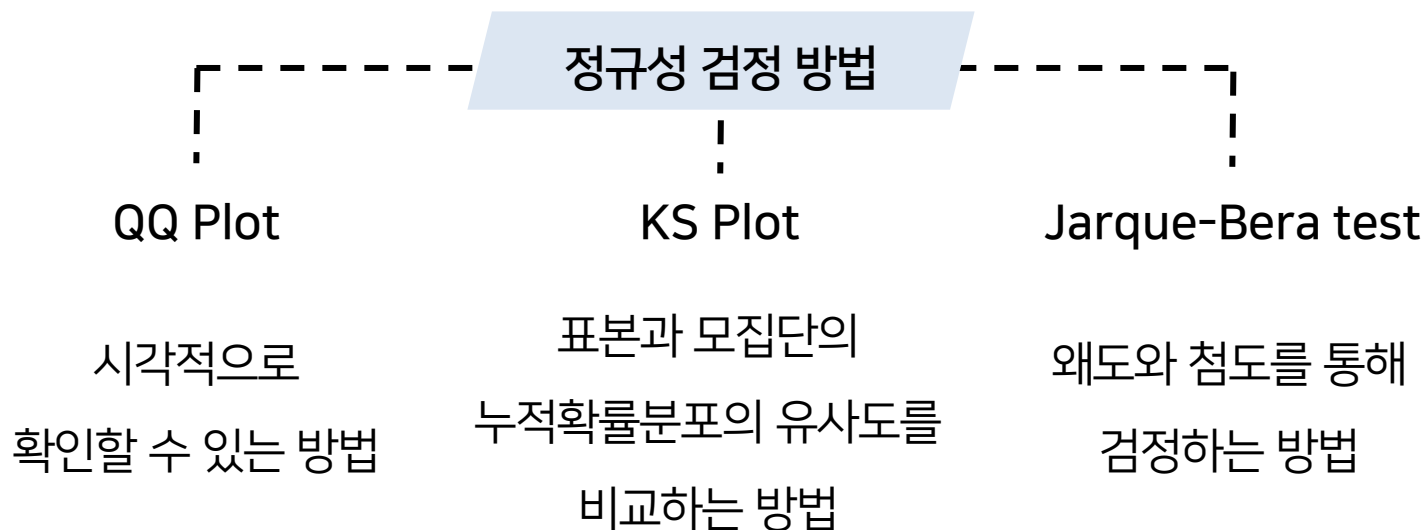 정규성 검정 방법
QQ Plot
시각적으로
확인할 수 있는 방법
KS Plot
표본과 모집단의
누적확률분포의 유사도를
비교하는 방법
Jarque-Bera test
왜도와 첨도를 통해
검정하는 방법